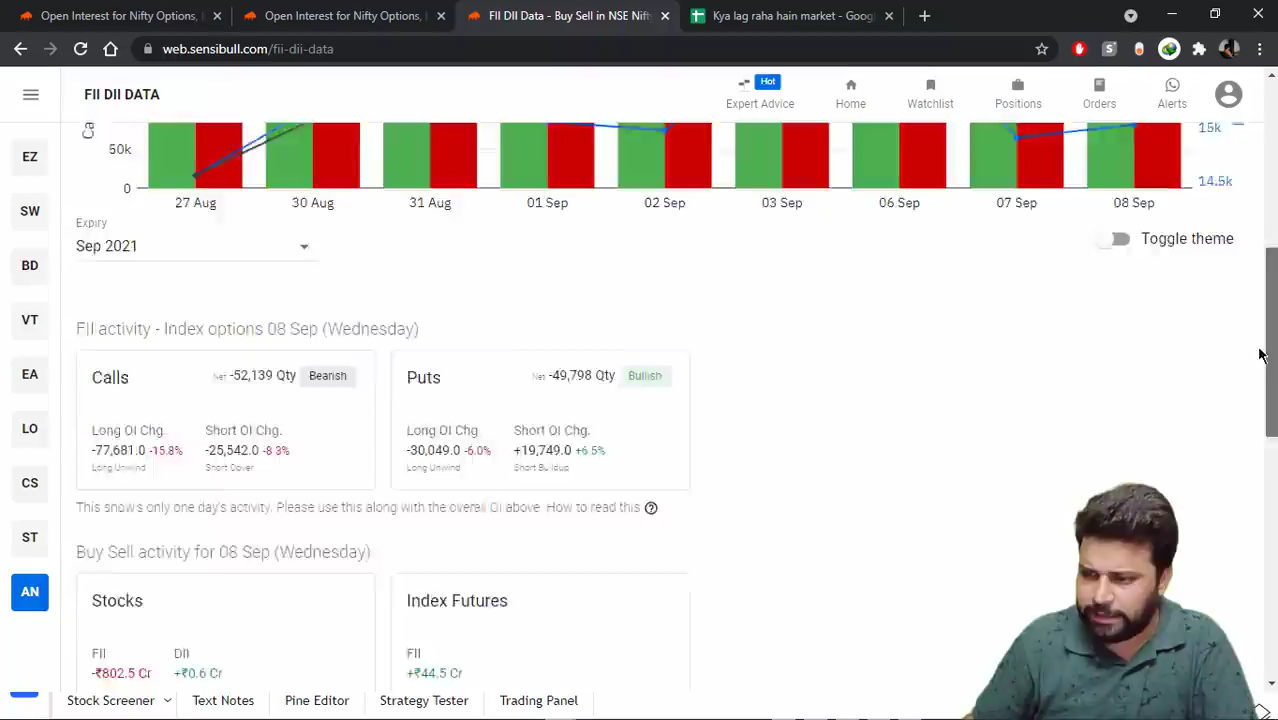 Open Interest for Nifty Options,
Open Interest for Nifty Options,
FII DII Data - Buy Sell in NSE Nift
Kya lag raha hain market - Goog
web.sensibull.com/fii-dii-data
FII DII DATA
Hot
Expert Advice
Home
Watchlist
Positions
Orders
Alerts
EZ
SW
BD
VT
EA
LO
CS
ST
AN
Ca
50k
0
15k
14.5k
27 Aug
30 Aug
31 Aug
01 Sep
02 Sep
03 Sep
06 Sep
07 Sep
08 Sep
Expiry
Sep 2021
Toggle theme
FII activity - Index options 08 Sep (Wednesday)
Calls
Net -52,139 Qty Bearish
Long OI Chg. Short OI Chg.
-77,681.0 -15.8% -25,542.0 -8.3%
Long Unwind Short Cover
Puts
Net -49,798 Qty Bullish
Long OI Chg. Short OI Chg.
-30,049.0 -6.0% +19,749.0 +6.5%
Long Unwind Short Buildup
This shows only one day's activity. Please use this along with the overall OI above How to read this
Buy Sell activity for 08 Sep (Wednesday)
Stocks
FII DII
-₹802.5 Cr +₹0.6 Cr
Index Futures
FII
+₹44.5 Cr
Stock Screener
Text Notes
Pine Editor
Strategy Tester
Trading Panel